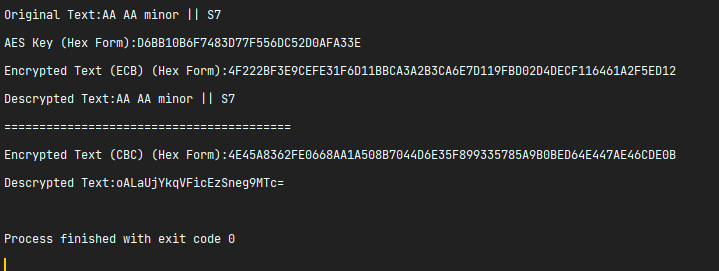 Original Text:AA AA minor || S7
AES Key (Hex Form):D6BB10B6F7483D77F556DC52D0AFA33E
Encrypted Text (ECB) (Hex Form):4F222BF3E9CEFE31F6D11BBCA3A2B3CA6E7D119FBD02D4DECF116461A2F5ED12
Descrypted Text:AA AA minor || S7
=========================================
Encrypted Text (CBC) (Hex Form):4E45A8362FE0668AA1A508B7044D6E35F899335785A9B0BED64E447AE46CDE0B
Descrypted Text:oALaUjYkqVFicEzSneg9MTc=
Process finished with exit code 0